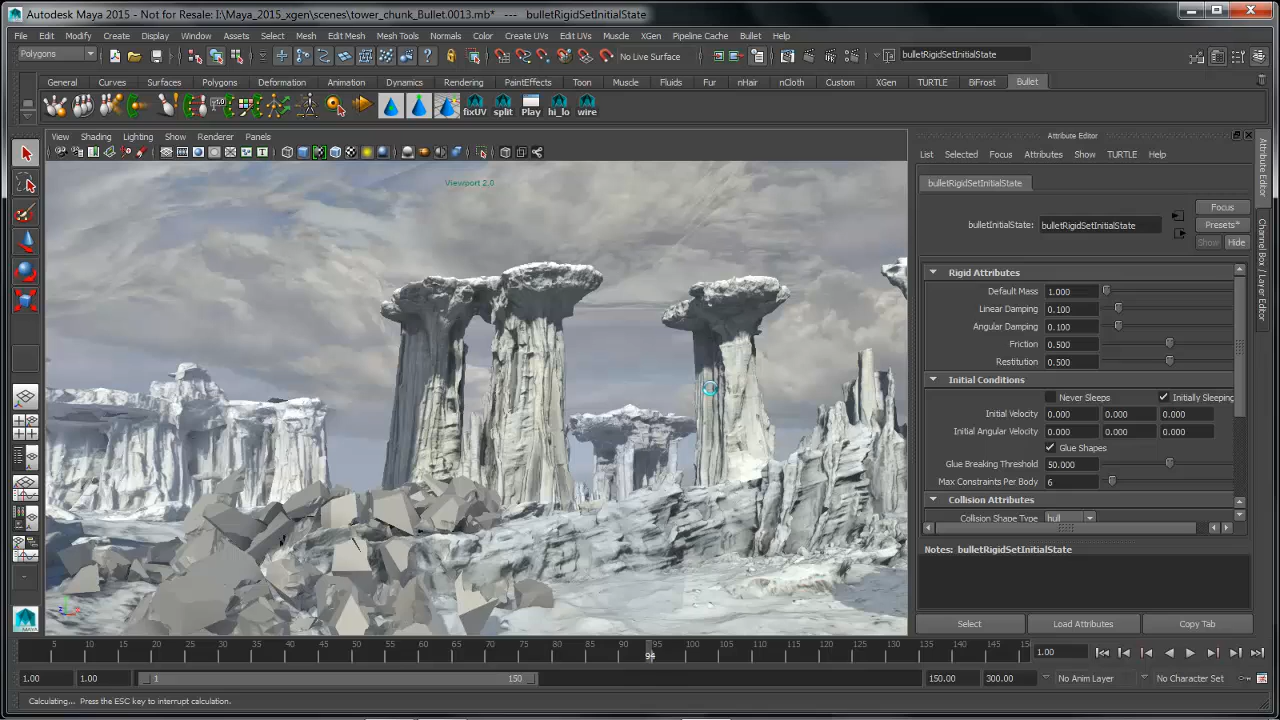 Autodesk Maya 2015 - Not for Resale: I:\Maya_2015_xgen\scenes\tower_chunk_Bullet.0013.mb* --- bulletRigidSetInitialState
File Edit Modify Create Display Window Assets Select Mesh Edit Mesh Mesh Tools Normals Color Create UVs Edit UVs Muscle XGen Pipeline Cache Bullet Help
Polygons No Live Surface bulletRigidSetInitialState
General Curves Surfaces Polygons Deformation Animation Dynamics Rendering PaintEffects Toon Muscle Fluids Fur nHair nCloth Custom XGen TURTLE BiFrost Bullet
fixUV split Play hi_lo wire
View Shading Lighting Show Renderer Panels
Viewport 2.0
Attribute Editor
List Selected Focus Attributes Show TURTLE Help
bulletRigidSetInitialState
Focus
bulletInitialState: bulletRigidSetInitialState Presets*
Show Hide
Rigid Attributes
Default Mass 1.000
Linear Damping 0.100
Angular Damping 0.100
Friction 0.500
Restitution 0.500
Initial Conditions
Never Sleeps Initially Sleeping
Initial Velocity 0.000 0.000 0.000
Initial Angular Velocity 0.000 0.000 0.000
Glue Shapes
Glue Breaking Threshold 50.000
Max Constraints Per Body 6
Collision Attributes
Collision Shape Type hull
Notes: bulletRigidSetInitialState
Select Load Attributes Copy Tab
Attribute Editor
Channel Box / Layer Editor
MAYA
5 10 15 20 25 30 35 40 45 50 55 60 65 70 75 80 85 90 95 100 105 110 115 120 125 130 135 140 145
94
1.00
1.00 1.00 1 150 150.00 300.00 No Anim Layer No Character Set
Calculating... Press the ESC key to interrupt calculation.